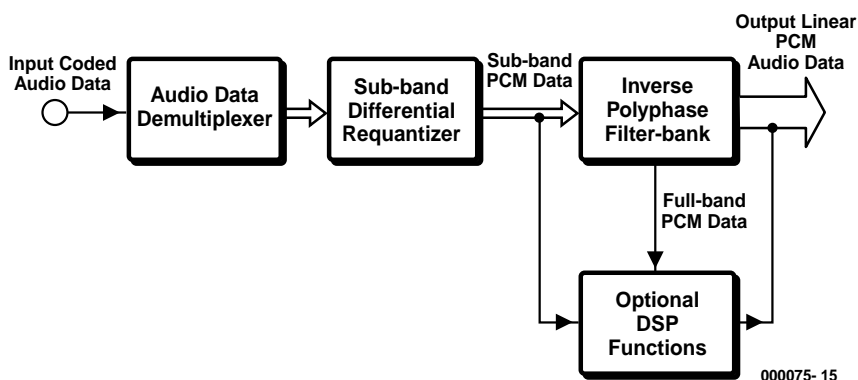 Input Coded
Audio Data
Audio Data
Demultiplexer
Sub-band
Differential
Requantizer
Sub-band
PCM Data
Inverse
Polyphase
Filter-bank
Output Linear
PCM
Audio Data
Full-band
PCM Data
Optional
DSP
Functions
000075- 15